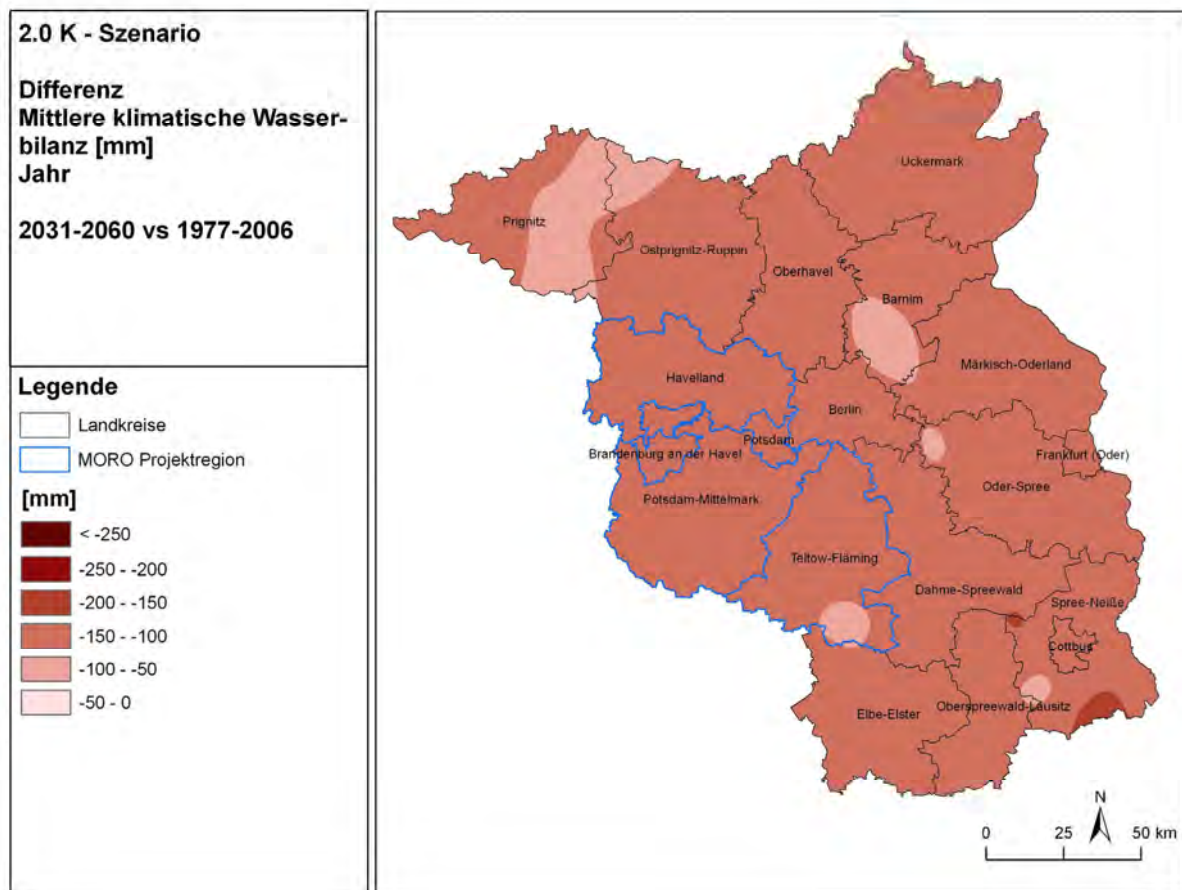 2.0 K - Szenario
Differenz
Mittlere klimatische Wasser-
bilanz [mm]
Jahr
2031-2060 vs 1977-2006
Legende
Landkreise
MORO Projektregion
[mm]
< -250
-250 - -200
-200 - -150
-150 - -100
-100 - -50
-50 - 0
Uckermark
Prignitz
Ostprignitz-Ruppin
Oberhavel
Barnim
Märkisch-Oderland
Havelland
Berlin
Potsdam
Brandenburg an der Havel
Frankfurt (Oder)
Oder-Spree
Potsdam-Mittelmark
Teltow-Fläming
Dahme-Spreewald
Spree-Neiße
Cottbus
Elbe-Elster
Oberspreewald-Lausitz
N
0 25 50 km